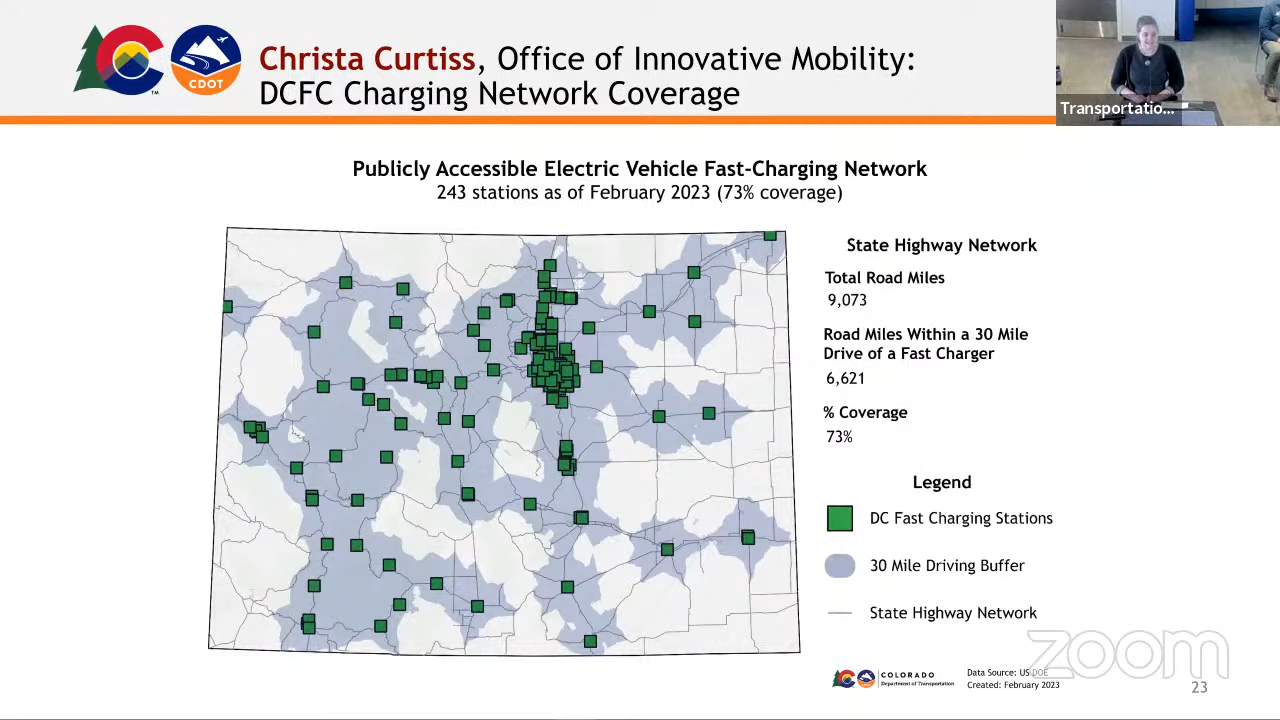 Christa Curtiss, Office of Innovative Mobility:
DCFC Charging Network Coverage
CDOT
TM
Transportatio...
Publicly Accessible Electric Vehicle Fast-Charging Network
243 stations as of February 2023 (73% coverage)
State Highway Network
Total Road Miles
9,073
Road Miles Within a 30 Mile
Drive of a Fast Charger
6,621
% Coverage
73%
Legend
DC Fast Charging Stations
30 Mile Driving Buffer
State Highway Network
COLORADO
Department of Transportation
Data Source: US DOE
Created: February 2023
zoom
23